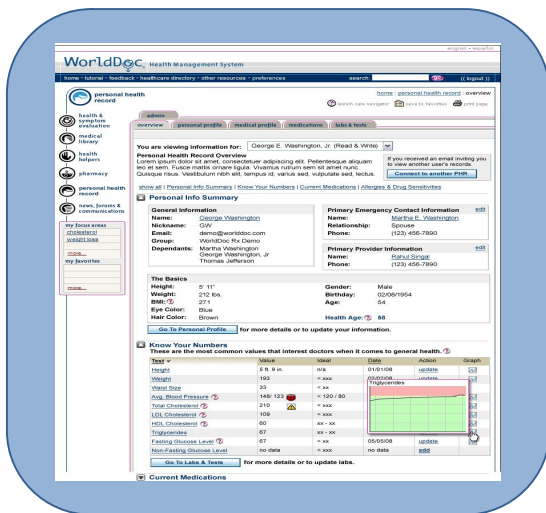 english • español
WorldDoc Health Management System
home • tutorial • feedback • healthcare directory • other resources • preferences search go (( logout ))
personal health record
home : personal health record : overview
launch care navigator save to favorites print page
health & symptom evaluation
medical library
health helpers
pharmacy
personal health record
news, forums & communications
my focus areas
cholesterol
weight loss
more...
my favorites
more...
admin
overview personal profile medical profile medications labs & tests
You are viewing information for: George E. Washington, Jr. (Read & Write)
Personal Health Record Overview
Lorem ipsum dolor sit amet, consectetuer adipiscing elit. Pellentesque aliquam
leo et sem. Fusce mattis ornare ligula. Vivamus rutrum sem sit amet nunc.
Quisque risus. Vestibulum nibh elit, tempus id, varius sed, vulputate sed, lectus.
If you received an email inviting you
to view another user's records.
Connect to another PHR
show all | Personal Info Summary | Know Your Numbers | Current Medications | Allergies & Drug Sensitivities
Personal Info Summary
General Information
Name: George Washington
Nickname: GW
Email: demo@worlddoc.com
Group: WorldDoc Rx Demo
Dependants: Martha Washington
George Washington, Jr
Thomas Jefferson
Primary Emergency Contact Information edit
Name: Martha E. Washington
Relationship: Spouse
Phone: (123) 456-7890
Primary Provider Information edit
Name: Rahul Singal
Phone: (123) 456-7890
The Basics
Height: 5' 11" Gender: Male
Weight: 212 lbs. Birthday: 02/08/1954
BMI: 27.1 Age: 54
Eye Color: Blue
Hair Color: Brown Health Age: 58
Go To Personal Profile for more details or to update your information.
Know Your Numbers
These are the most common values that interest doctors when it comes to general health.
Test Value Ideal Date Action Graph
Height 5 ft. 9 in. n/a 01/01/08 update
Weight 193 < xxx 02/02/08 update
Waist Size 33 < xx
Avg. Blood Pressure 148/ 123 < 120 / 80
Total Cholesterol 210 < xxx
LDL Cholesterol 109 < xxx
HDL Cholesterol 60 xx - xx
Triglycerides 67 xx - xx
Fasting Glucose Level 67 < xx 05/05/08 update
Non-Fasting Glucose Level no data < xxx no data add
Triglycerides
Go To Labs & Tests for more details or to update labs.
Current Medications